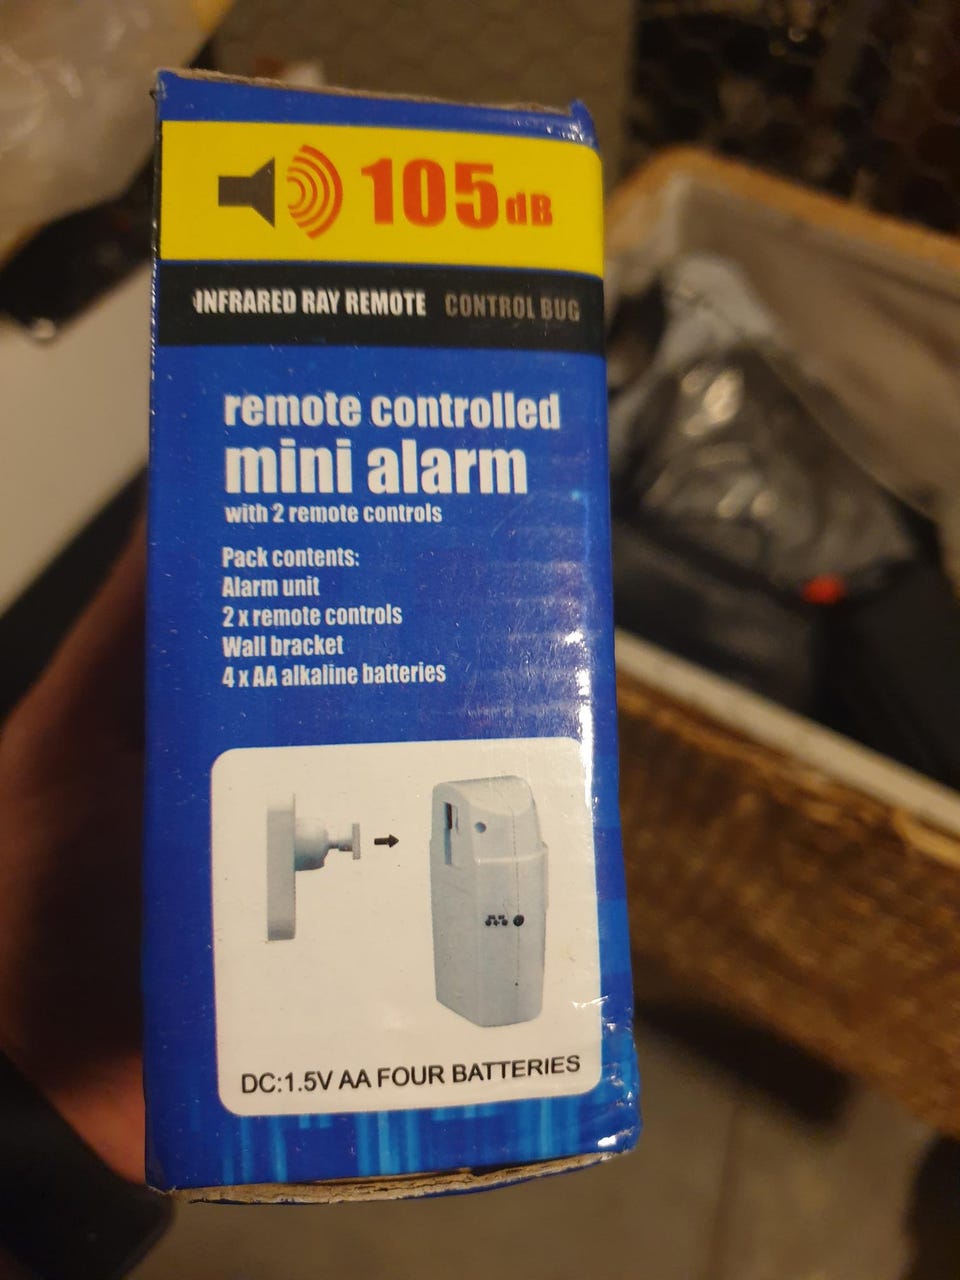 105dB
INFRARED RAY REMOTE CONTROL BUG
remote controlled
mini alarm
with 2 remote controls
Pack contents:
Alarm unit
2 x remote controls
Wall bracket
4 x AA alkaline batteries
DC:1.5V AA FOUR BATTERIES